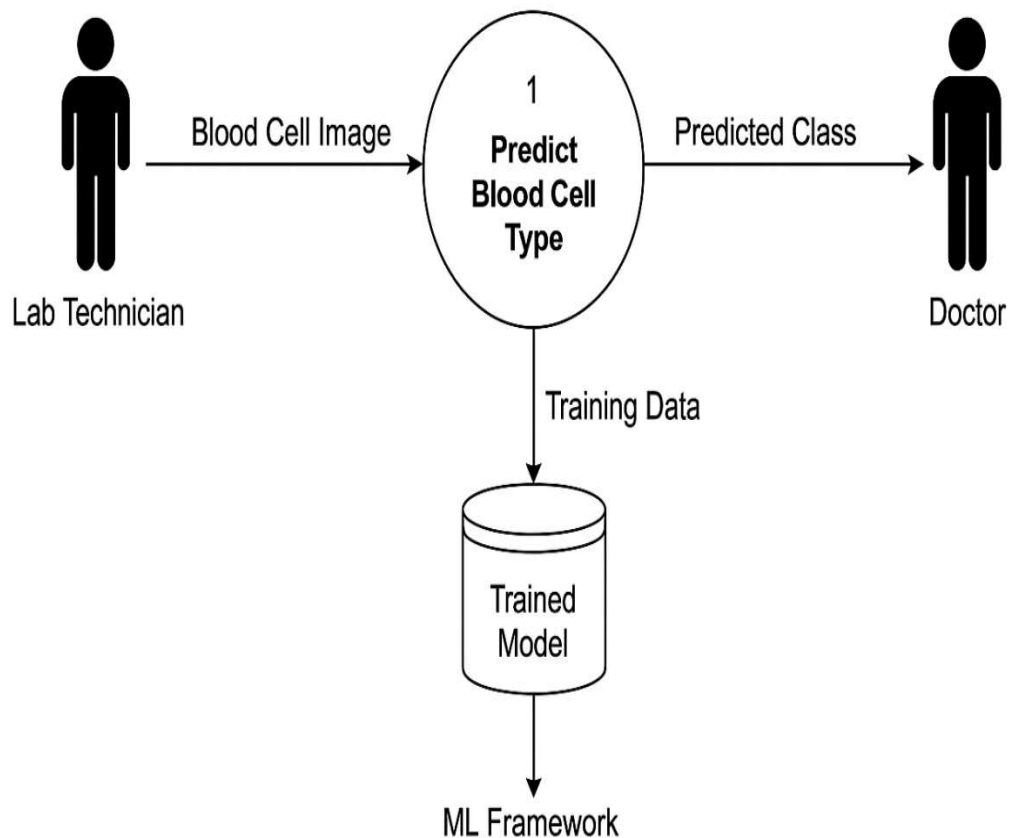 1
Predict
Blood Cell
Type
Blood Cell Image
Predicted Class
Lab Technician
Doctor
Training Data
Trained
Model
ML Framework